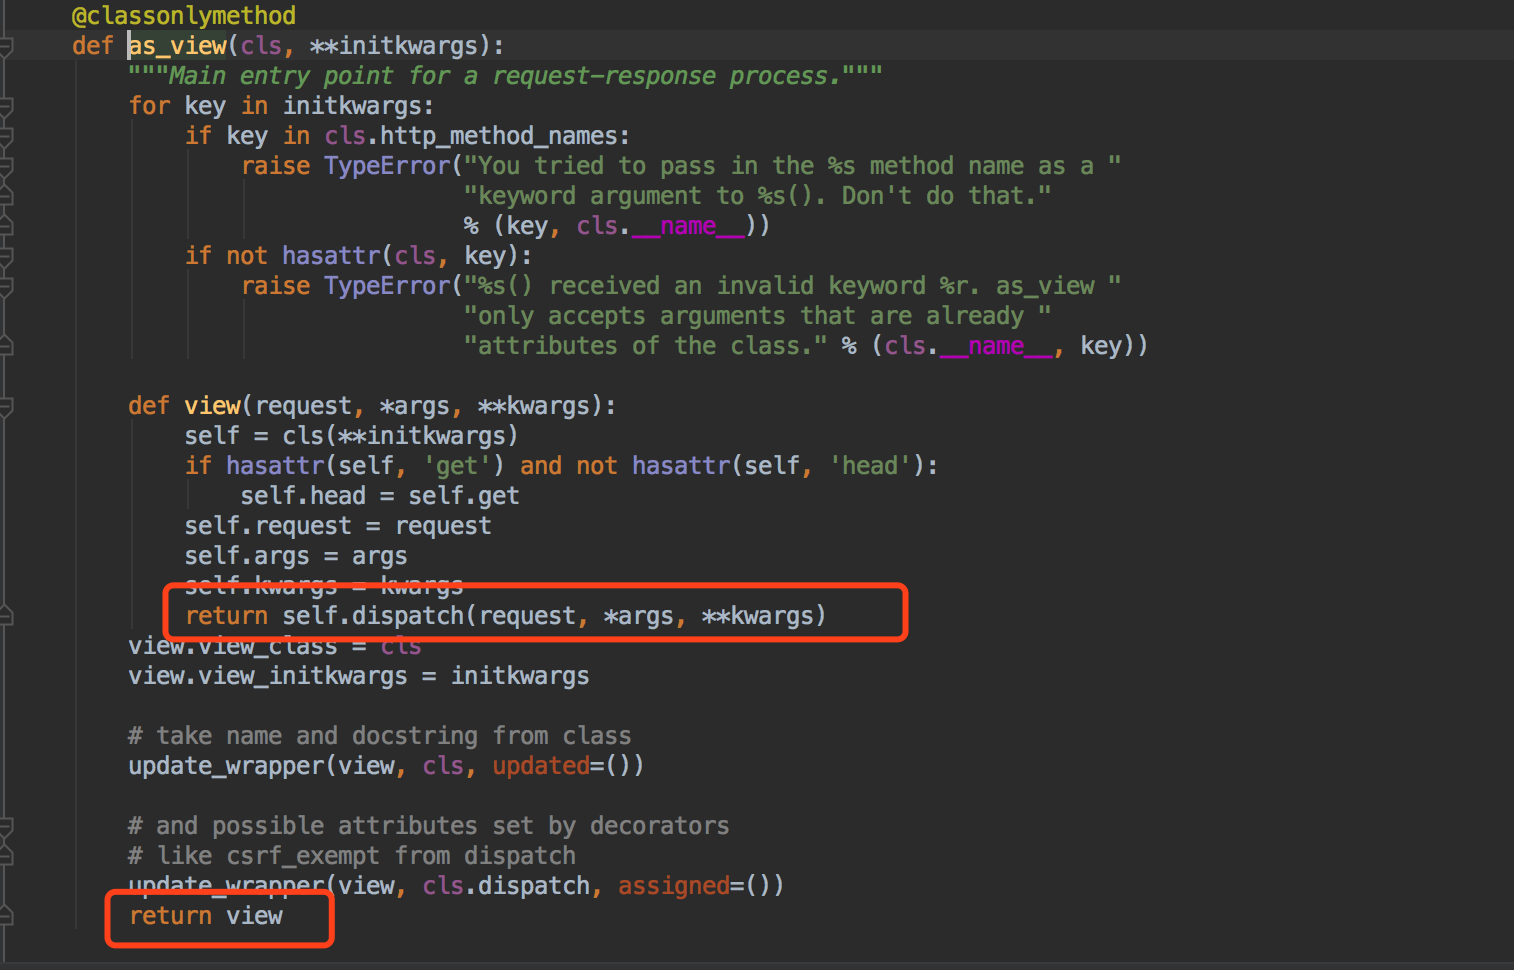 @classonlymethod
def as_view(cls, **initkwargs):
"""Main entry point for a request-response process."""
for key in initkwargs:
if key in cls.http_method_names:
raise TypeError("You tried to pass in the %s method name as a "
"keyword argument to %s(). Don't do that."
% (key, cls.__name__))
if not hasattr(cls, key):
raise TypeError("%s() received an invalid keyword %r. as_view "
"only accepts arguments that are already "
"attributes of the class." % (cls.__name__, key))
def view(request, *args, **kwargs):
self = cls(**initkwargs)
if hasattr(self, 'get') and not hasattr(self, 'head'):
self.head = self.get
self.request = request
self.args = args
self.kwargs = kwargs
return self.dispatch(request, *args, **kwargs)
view.view_class = cls
view.view_initkwargs = initkwargs
# take name and docstring from class
update_wrapper(view, cls, updated=())
# and possible attributes set by decorators
# like csrf_exempt from dispatch
update_wrapper(view, cls.dispatch, assigned=())
return view